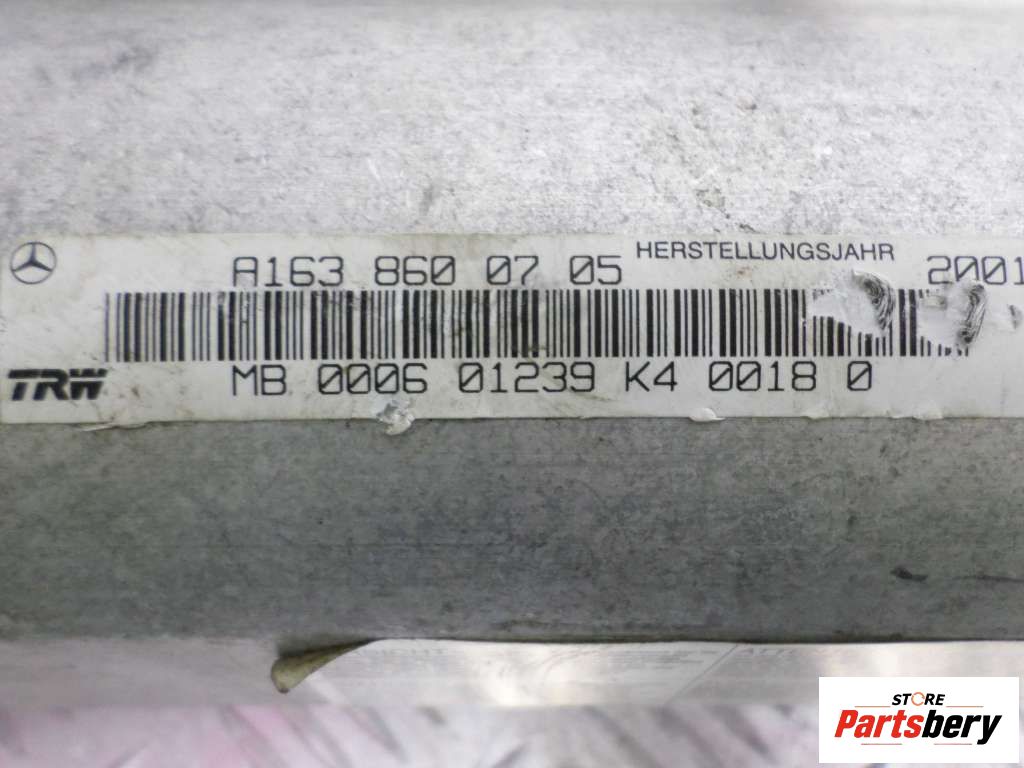 A163 860 07 05 HERSTELLUNGSJAHR 2001
TRW MB 0006 01239 K4 0018 0
STORE
Partsbery